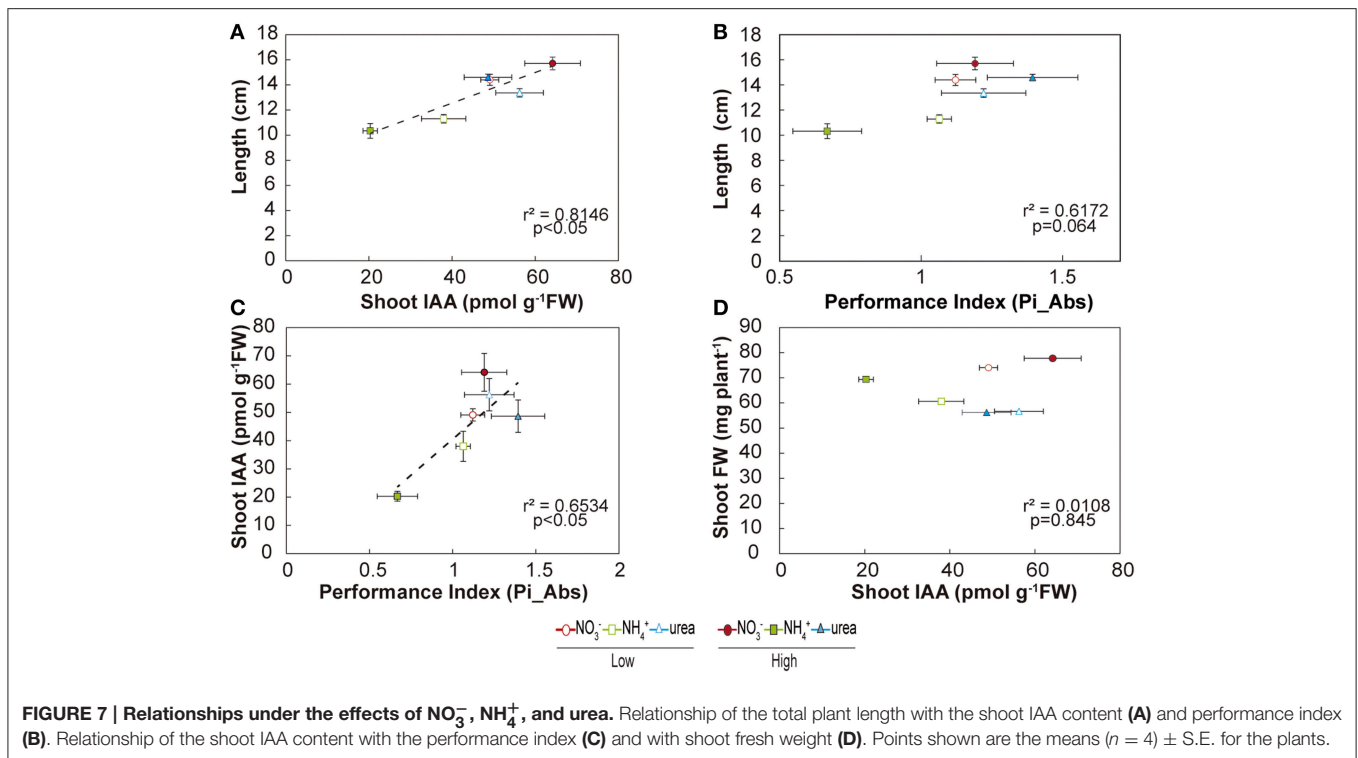 A
18
16
14
12
10
8
6
4
2
0
Length (cm)
0 20 40 60 80
Shoot IAA (pmol g⁻¹FW)
r² = 0.8146
p<0.05
B
18
16
14
12
10
8
6
4
2
0
Length (cm)
0.5 1 1.5
Performance Index (Pi_Abs)
r² = 0.6172
p=0.064
C
80
70
60
50
40
30
20
10
0
Shoot IAA (pmol g⁻¹FW)
0 0.5 1 1.5 2
Performance Index (Pi_Abs)
r² = 0.6534
p<0.05
D
90
80
70
60
50
40
30
20
10
0
Shoot FW (mg plant⁻¹)
0 20 40 60 80
Shoot IAA (pmol g⁻¹FW)
r² = 0.0108
p=0.845
NO₃⁻ NH₄⁺ urea NO₃⁻ NH₄⁺ urea
Low High
FIGURE 7 | Relationships under the effects of NO₃⁻, NH₄⁺, and urea. Relationship of the total plant length with the shoot IAA content (A) and performance index
(B). Relationship of the shoot IAA content with the performance index (C) and with shoot fresh weight (D). Points shown are the means (n = 4) ± S.E. for the plants.